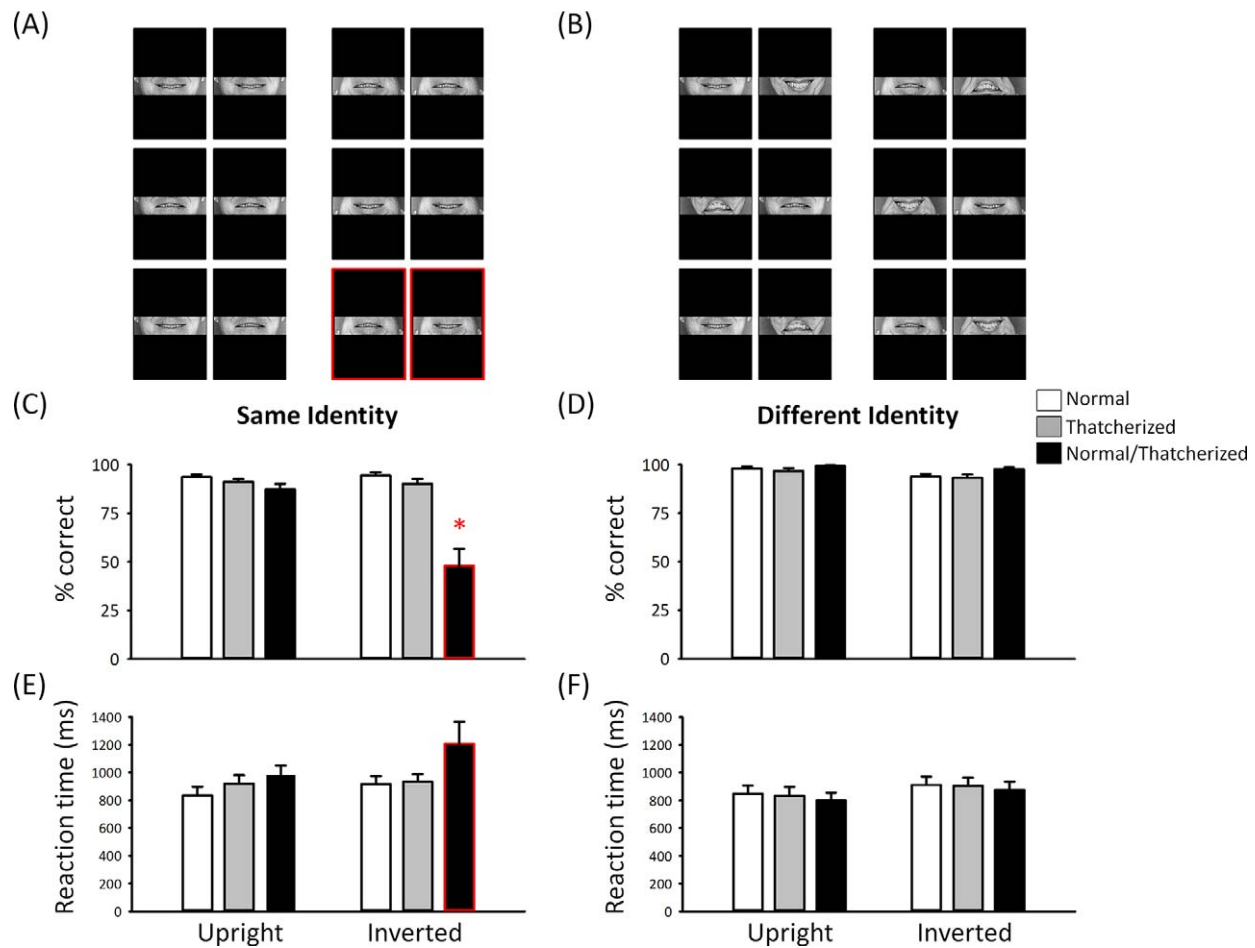 (A)
(B)
(C)
Same Identity
(D)
Different Identity
Normal
Thatcherized
Normal/Thatcherized
% correct
100
75
50
25
0
*
% correct
100
75
50
25
0
(E)
Reaction time (ms)
1400
1200
1000
800
600
400
200
0
Upright
Inverted
(F)
Reaction time (ms)
1400
1200
1000
800
600
400
200
0
Upright
Inverted